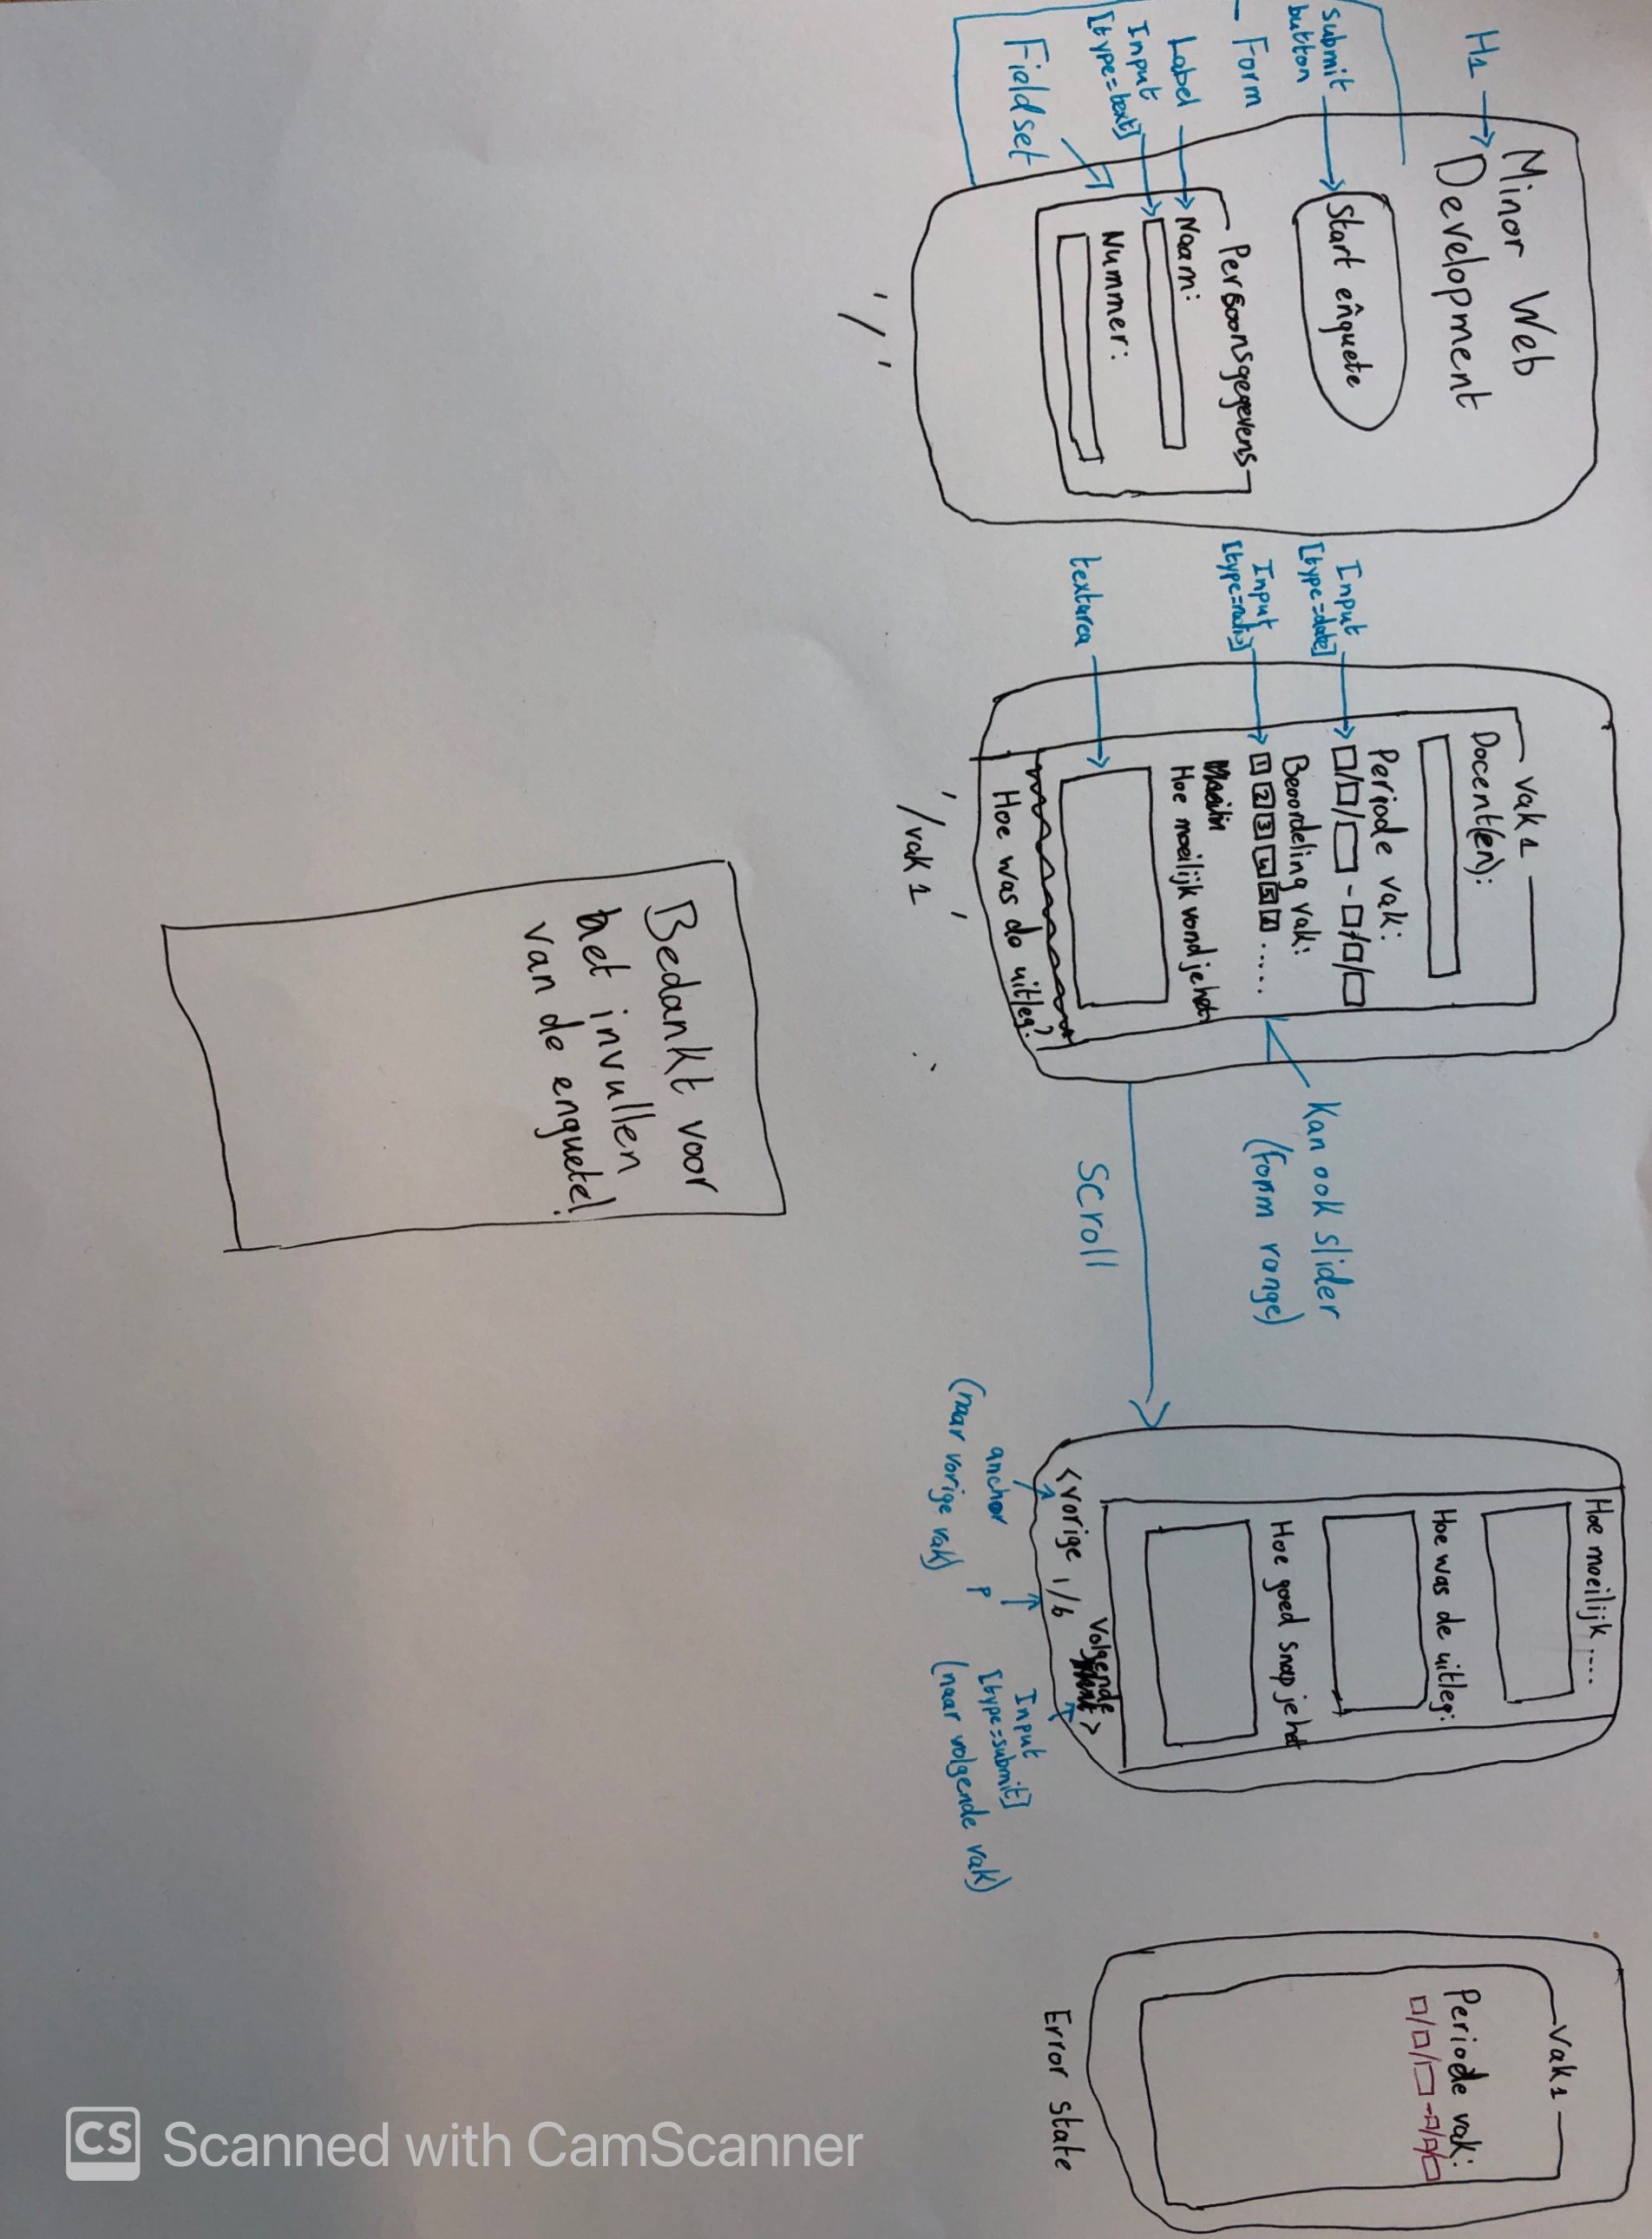 H1
Minor Web
Development
submit
button
Start enquete
Form
Persoonsgegevens
Label
Naam:
Input
[type=text]
Nummer:
Fieldset
'/'
vak 1
Docent(en):
Periode vak:
Input
[type=date]
Beoordeling vak:
1 2 3 4 5
.....
Input
[type=radio]
Hoe moeilijk vond je het
textarea
Hoe was de uitleg?
'/vak 1'
Kan ook slider
(form range)
Scroll
Hoe moeilijk....
Hoe was de uitleg:
Hoe goed snap je het
<vorige 1/6 Volgende >
anchor
(naar vorige vak)
P
Input
[type=submit]
(naar volgende vak)
Vak 1
Periode vak:
Error state
Bedankt voor
het invullen
van de enquete!
CS Scanned with CamScanner